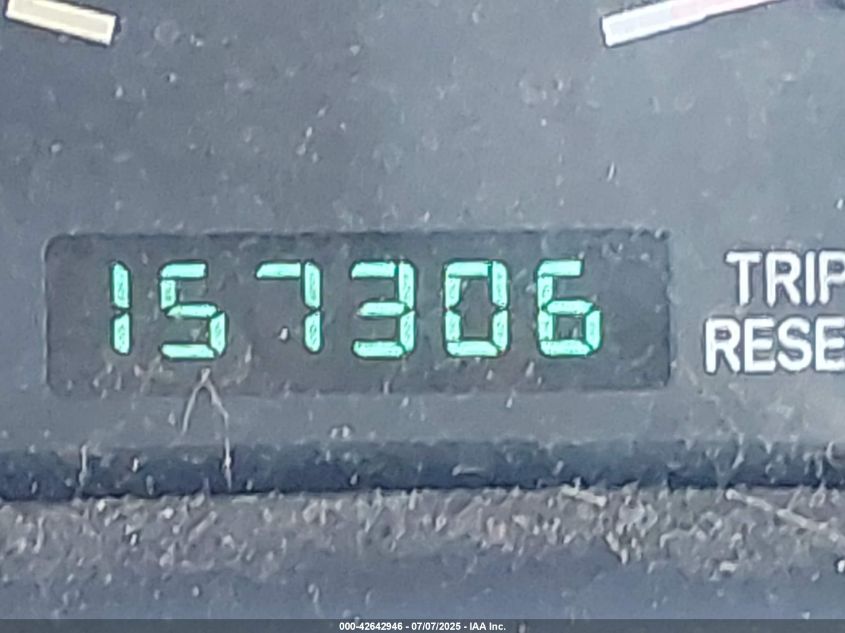 157306
TRIP
RESE
000-42642946 - 07/07/2025 - IAA Inc.